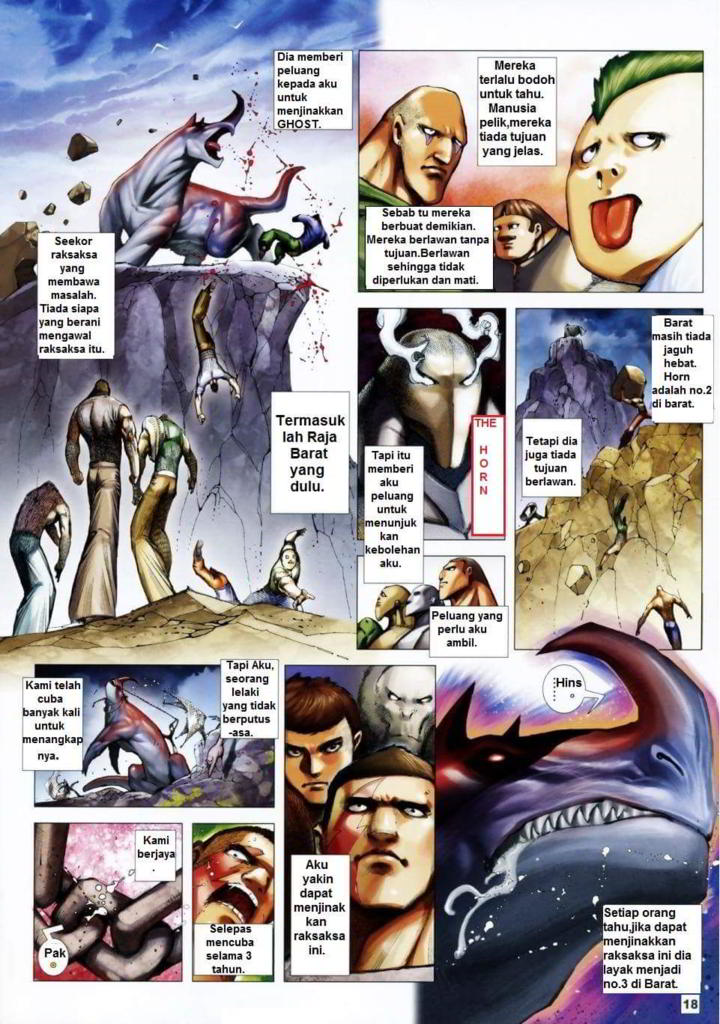 Dia memberi
peluang
kepada aku
untuk
menjinakkan
GHOST.
Mereka
terlalu bodoh
untuk tahu.
Manusia
pelik,mereka
tiada tujuan
yang jelas.
Sebab tu mereka
berbuat demikian.
Mereka berlawan tanpa
tujuan.Berlawan
sehingga tidak
diperlukan dan mati.
Seekor
raksaksa
yang
membawa
masalah.
Tiada siapa
yang berani
mengawal
raksaksa itu.
Termasuk
lah Raja
Barat
yang
dulu.
THE
HORN
Tapi itu
memberi
aku
peluang
untuk
menunjuk
kan
kebolehan
aku.
Peluang yang
perlu aku
ambil.
Barat
masih tiada
jaguh
hebat.
Horn
adalah no.2
di barat.
Tetapi dia
juga tiada
tujuan
berlawan.
Kami telah
cuba
banyak kali
untuk
menangkap
nya.
Tapi Aku,
seorang
lelaki
yang tidak
berputus
-asa.
Hins
Kami
berjaya
.
Pak
Selepas
mencuba
selama 3
tahun.
Aku
yakin
dapat
menjinak
kan
raksaksa
ini.
Setiap orang
tahu,jika dapat
menjinakkan
raksaksa ini dia
layak menjadi
no.3 di Barat.
18